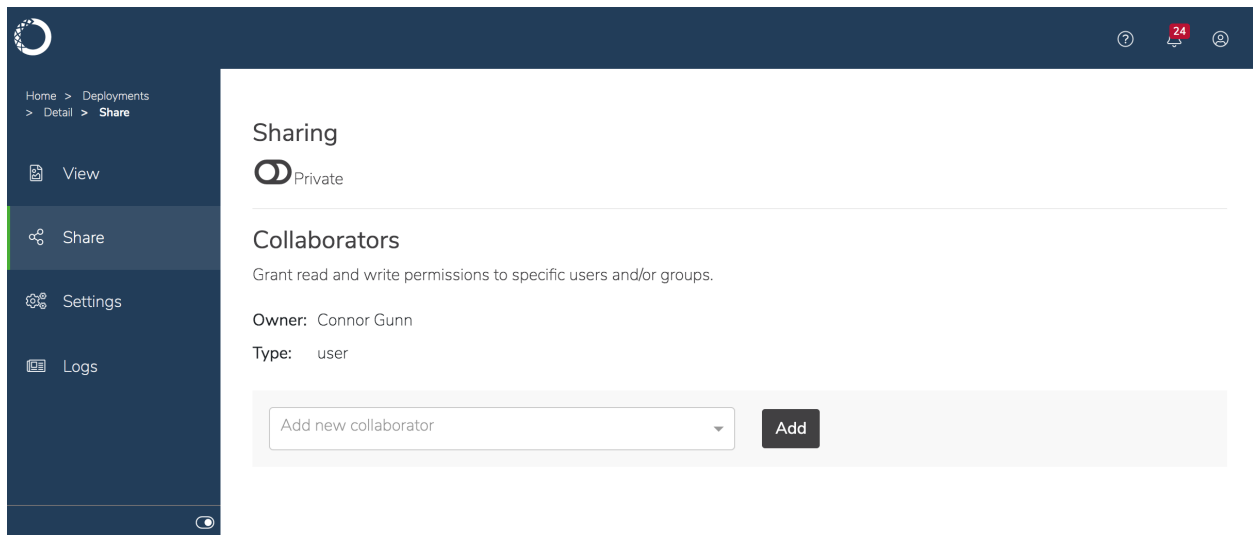 24
Home > Deployments
> Detail > Share
View
Share
Settings
Logs
Sharing
Private
Collaborators
Grant read and write permissions to specific users and/or groups.
Owner: Connor Gunn
Type: user
Add new collaborator
Add